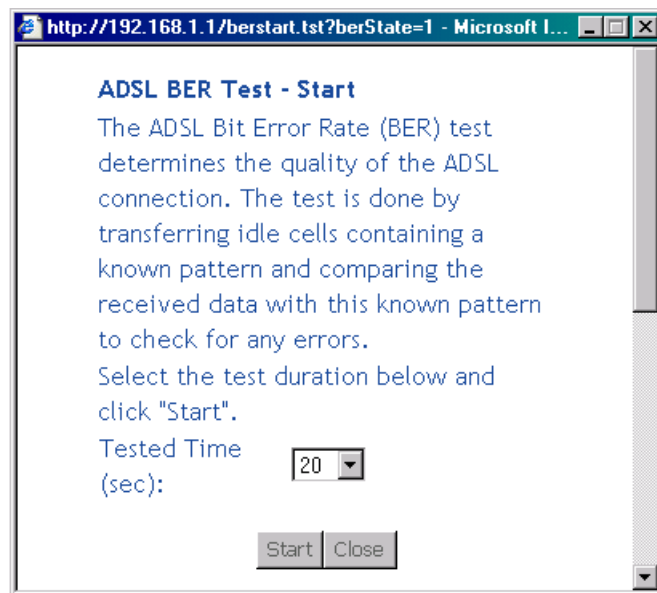 http://192.168.1.1/berstart.tst?berState=1 - Microsoft I...
ADSL BER Test - Start
The ADSL Bit Error Rate (BER) test
determines the quality of the ADSL
connection. The test is done by
transferring idle cells containing a
known pattern and comparing the
received data with this known pattern
to check for any errors.
Select the test duration below and
click "Start".
Tested Time
(sec):
20
Start Close